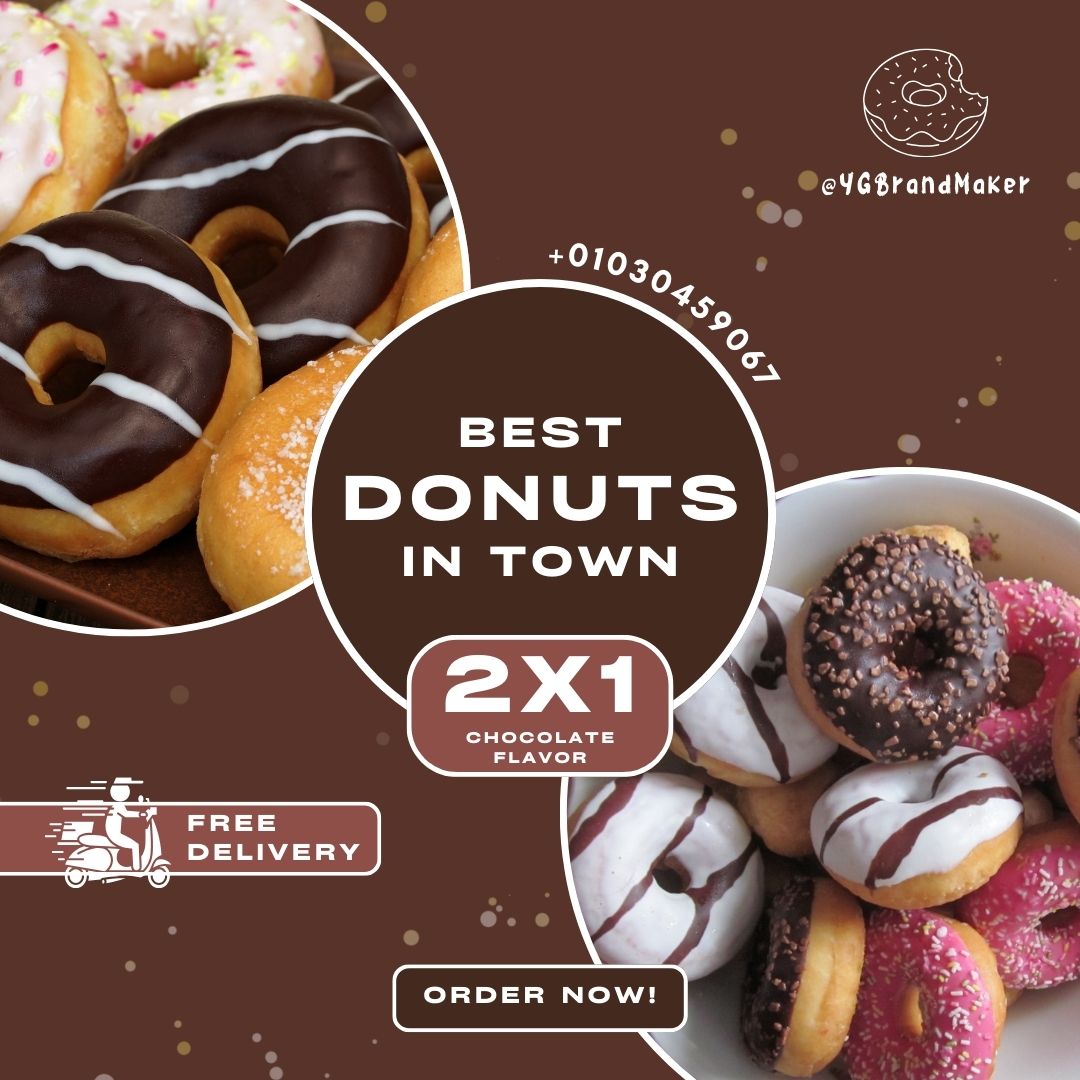 @YGBrandMaker
+01030459067
BEST
DONUTS
IN TOWN
2X1
CHOCOLATE
FLAVOR
FREE
DELIVERY
ORDER NOW!